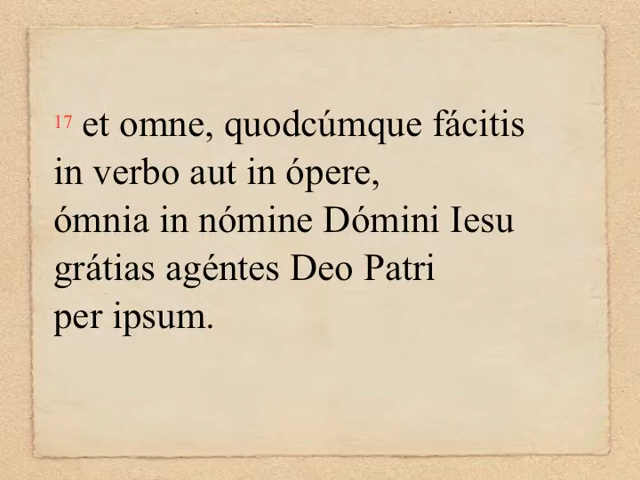 17 et omne, quodcúmque fácitis
in verbo aut in ópere,
ómnia in nómine Dómini Iesu
grátias agéntes Deo Patri
per ipsum.